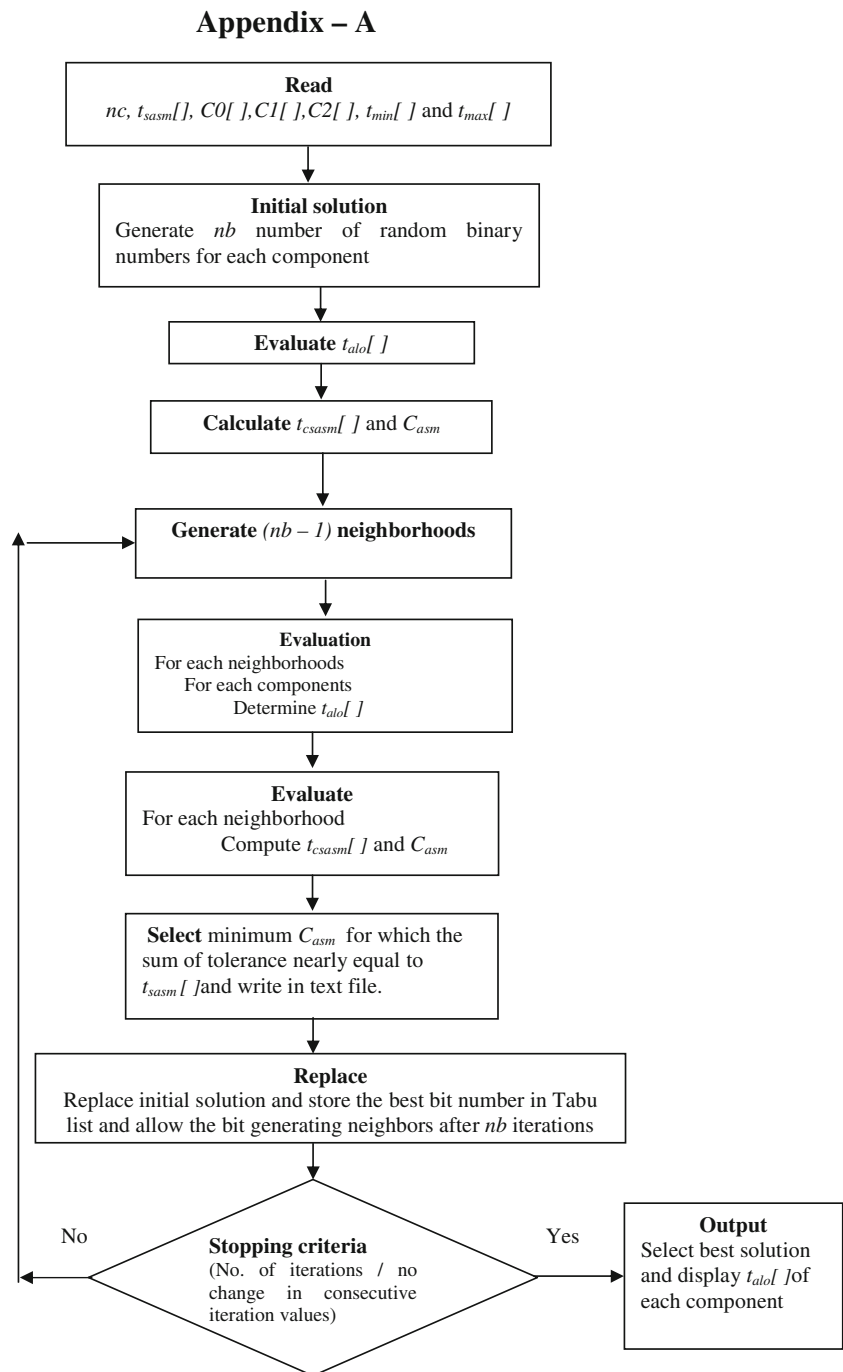 Appendix – A
Read
nc, tsasm[], C0[ ],C1[ ],C2[ ], tmin[ ] and tmax[ ]
Initial solution
Generate nb number of random binary
numbers for each component
Evaluate talo[ ]
Calculate tcsasm[ ] and Casm
Generate (nb – 1) neighborhoods
Evaluation
For each neighborhoods
For each components
Determine talo[ ]
Evaluate
For each neighborhood
Compute tcsasm[ ] and Casm
Select minimum Casm for which the
sum of tolerance nearly equal to
tsasm [ ]and write in text file.
Replace
Replace initial solution and store the best bit number in Tabu
list and allow the bit generating neighbors after nb iterations
No
Stopping criteria
(No. of iterations / no
change in consecutive
iteration values)
Yes
Output
Select best solution
and display talo[ ]of
each component